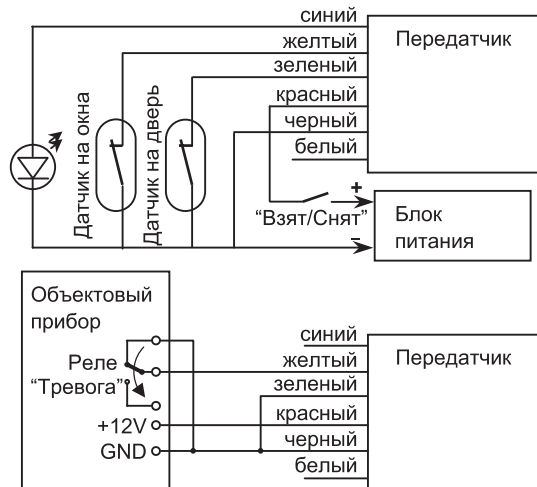 синий
Передатчик
желтый
зеленый
красный
черный
белый
Датчик на окна
Датчик на дверь
"Взят/Снят"
+
–
Блок
питания
Объектовый
прибор
Реле
"Тревога"
+12V
GND
синий
Передатчик
желтый
зеленый
красный
черный
белый